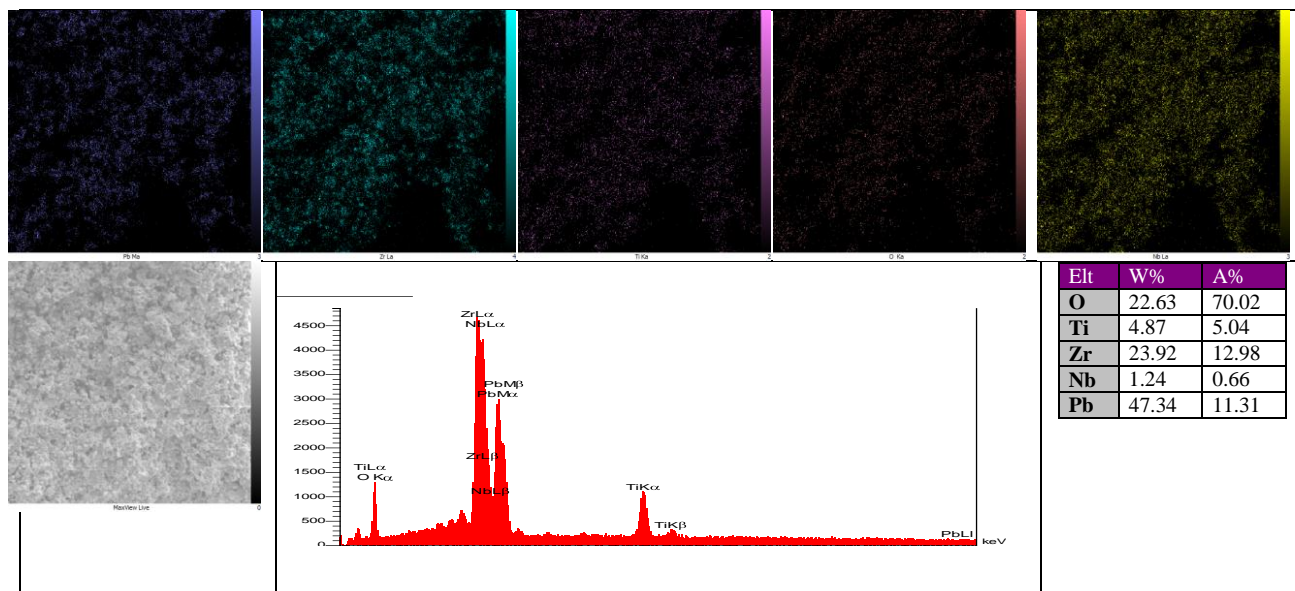 Pb Ma 3
Zr La 4
Ti Ka 2
O Ka 2
Nb La 3
MaxView Live 0
4500
4000
3500
3000
2500
2000
1500
1000
500
0
ZrLα
NbLα
PbMβ
PbMα
ZrLβ
NbLβ
TiLα
O Kα
TiKα
TiKβ
PbLl
keV
Elt W% A%
O 22.63 70.02
Ti 4.87 5.04
Zr 23.92 12.98
Nb 1.24 0.66
Pb 47.34 11.31